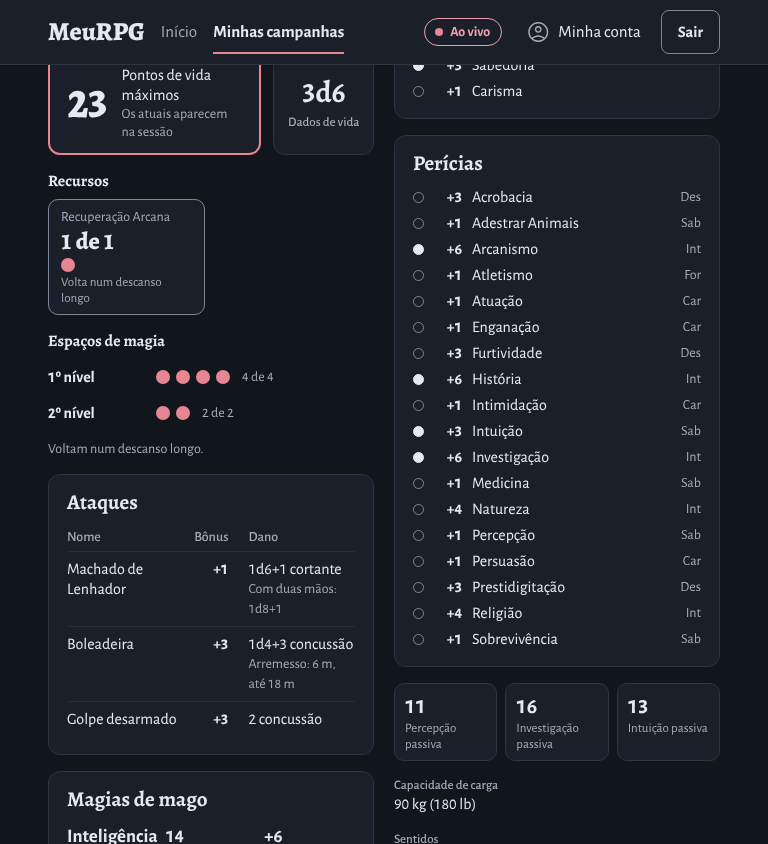 MeuRPG Início Minhas campanhas Ao vivo Minha conta Sair
23
Pontos de vida
máximos
Os atuais aparecem
na sessão
3d6
Dados de vida
Recursos
Recuperação Arcana
1 de 1
Volta num descanso
longo
Espaços de magia
1º nível 4 de 4
2º nível 2 de 2
Voltam num descanso longo.
Ataques
Nome Bônus Dano
Machado de +1 1d6+1 cortante
Lenhador Com duas mãos:
1d8+1
Boleadeira +3 1d4+3 concussão
Arremesso: 6 m,
até 18 m
Golpe desarmado +3 2 concussão
Magias de mago
Inteligência 14 +6
+3 Sabedoria
+1 Carisma
Perícias
+3 Acrobacia Des
+1 Adestrar Animais Sab
+6 Arcanismo Int
+1 Atletismo For
+1 Atuação Car
+1 Enganação Car
+3 Furtividade Des
+6 História Int
+1 Intimidação Car
+3 Intuição Sab
+6 Investigação Int
+1 Medicina Sab
+4 Natureza Int
+1 Percepção Sab
+1 Persuasão Car
+3 Prestidigitação Des
+4 Religião Int
+1 Sobrevivência Sab
11
Percepção
passiva
16
Investigação
passiva
13
Intuição passiva
Capacidade de carga
90 kg (180 lb)
Sentidos